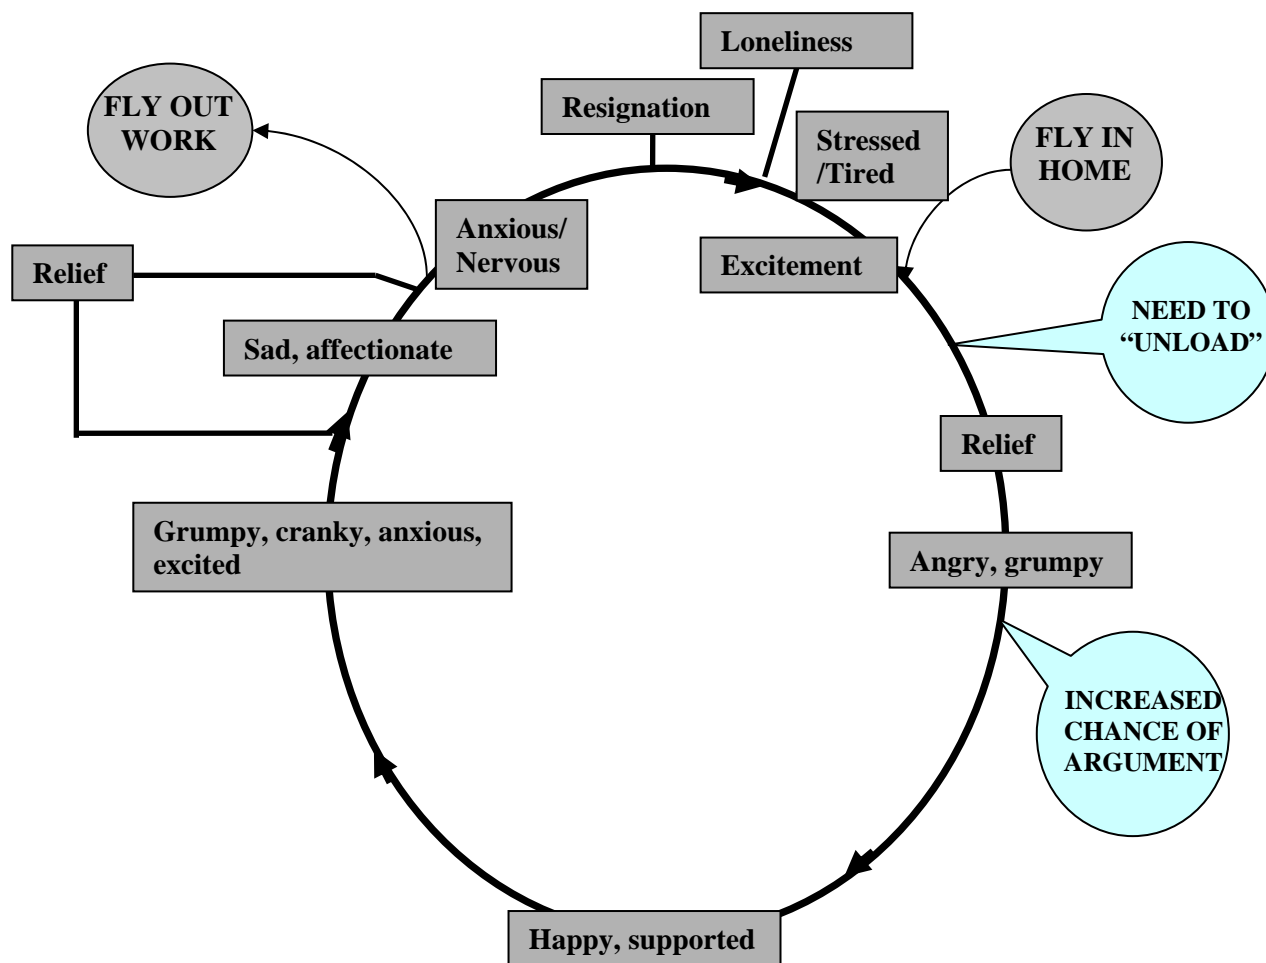 Loneliness
FLY OUT
WORK
Resignation
Stressed
/Tired
FLY IN
HOME
Anxious/
Nervous
Relief
Excitement
NEED TO
“UNLOAD”
Sad, affectionate
Relief
Grumpy, cranky, anxious,
excited
Angry, grumpy
INCREASED
CHANCE OF
ARGUMENT
Happy, supported